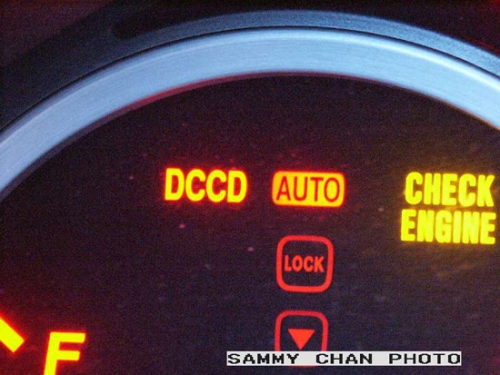 DCCD AUTO
CHECK
ENGINE
LOCK
F
SAMMY CHAN PHOTO